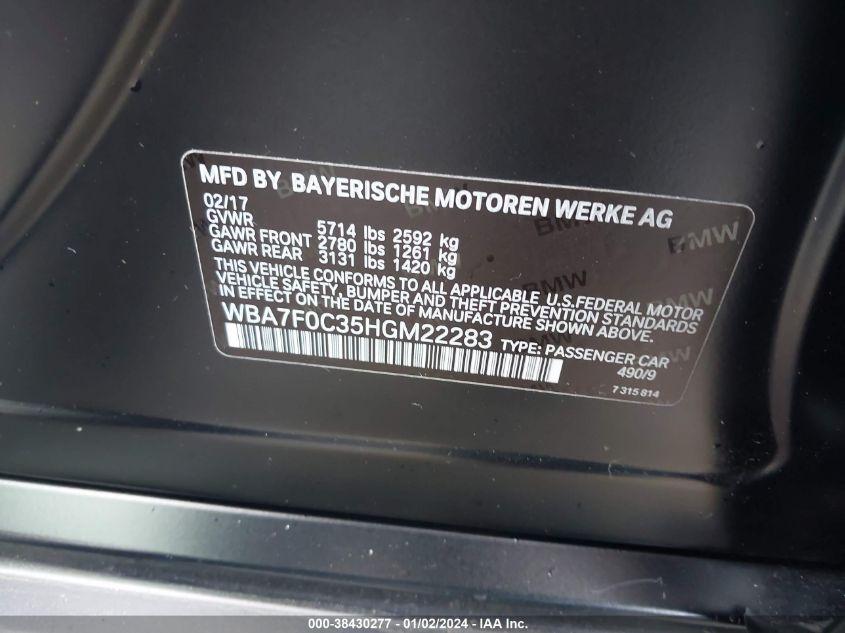 MFD BY BAYERISCHE MOTOREN WERKE AG
02/17
GVWR 5714 lbs 2592 kg
GAWR FRONT 2780 lbs 1261 kg
GAWR REAR 3131 lbs 1420 kg
THIS VEHICLE CONFORMS TO ALL APPLICABLE U.S.FEDERAL MOTOR
VEHICLE SAFETY, BUMPER AND THEFT PREVENTION STANDARDS
IN EFFECT ON THE DATE OF MANUFACTURE SHOWN ABOVE.
WBA7F0C35HGM22283 TYPE: PASSENGER CAR
490/9
7 315 814
BMW
BMW
BMW
000-38430277 - 01/02/2024 - IAA Inc.